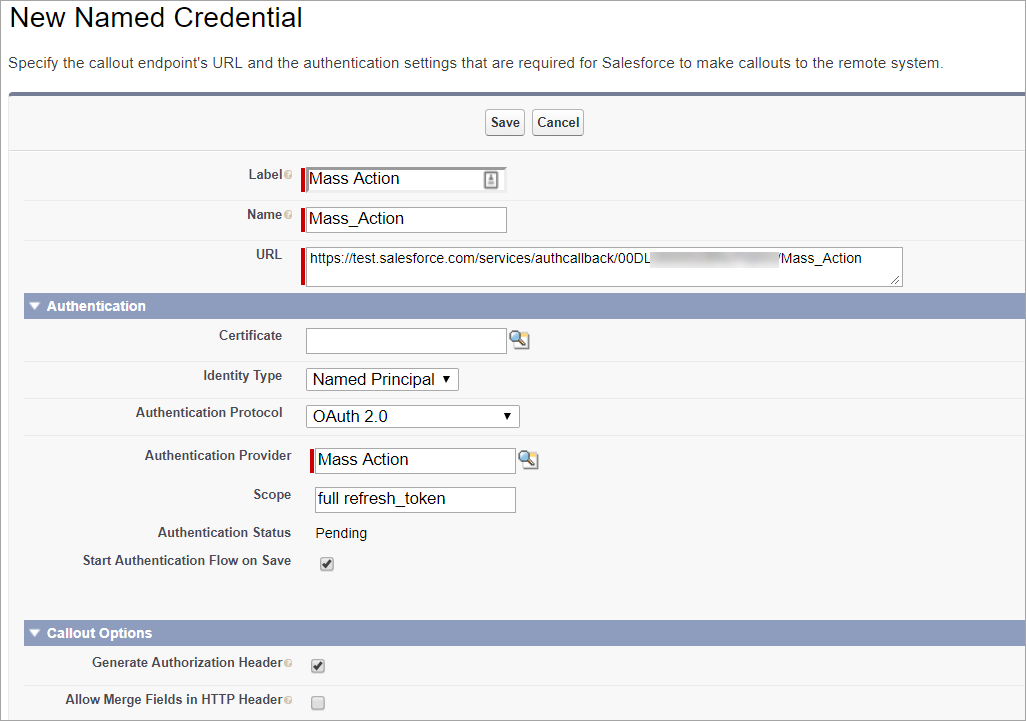 New Named Credential
Specify the callout endpoint's URL and the authentication settings that are required for Salesforce to make callouts to the remote system.
Save Cancel
Label Mass Action
Name Mass_Action
URL https://test.salesforce.com/services/authcallback/00DL /Mass_Action
Authentication
Certificate
Identity Type Named Principal
Authentication Protocol OAuth 2.0
Authentication Provider Mass Action
Scope full refresh_token
Authentication Status Pending
Start Authentication Flow on Save
Callout Options
Generate Authorization Header
Allow Merge Fields in HTTP Header